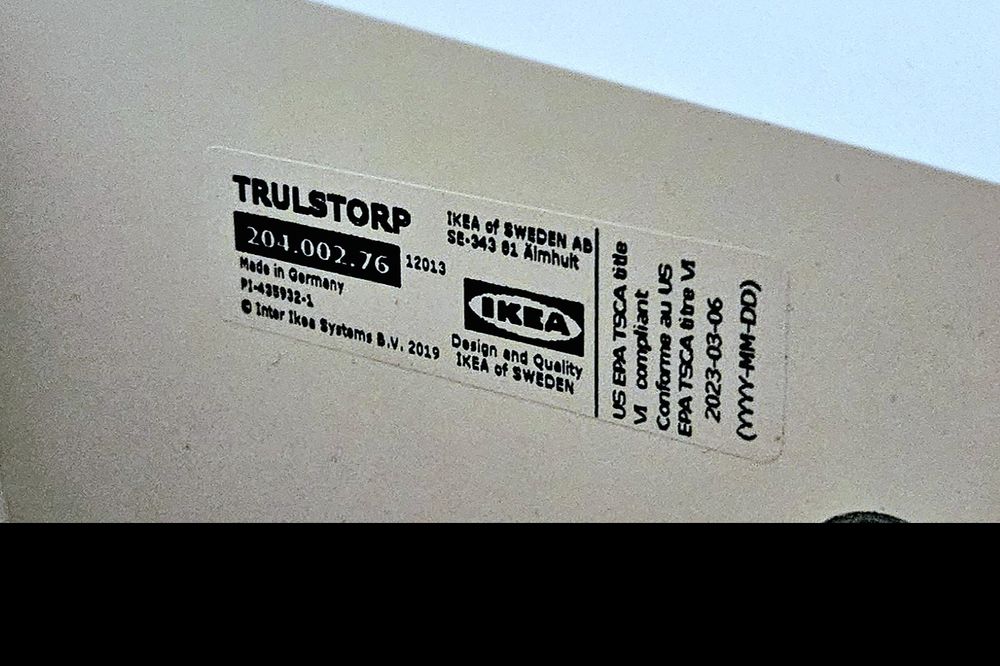 TRULSTORP
204.002.76 12013
Made in Germany
PI-435932-1
© Inter Ikea Systems B.V. 2019
IKEA of SWEDEN AB
SE-343 81 Älmhult
IKEA
Design and Quality
IKEA of SWEDEN
US EPA TSCA title
VI compliant
Conforme au US
EPA TSCA titre VI
2023-03-06
(YYYY-MM-DD)